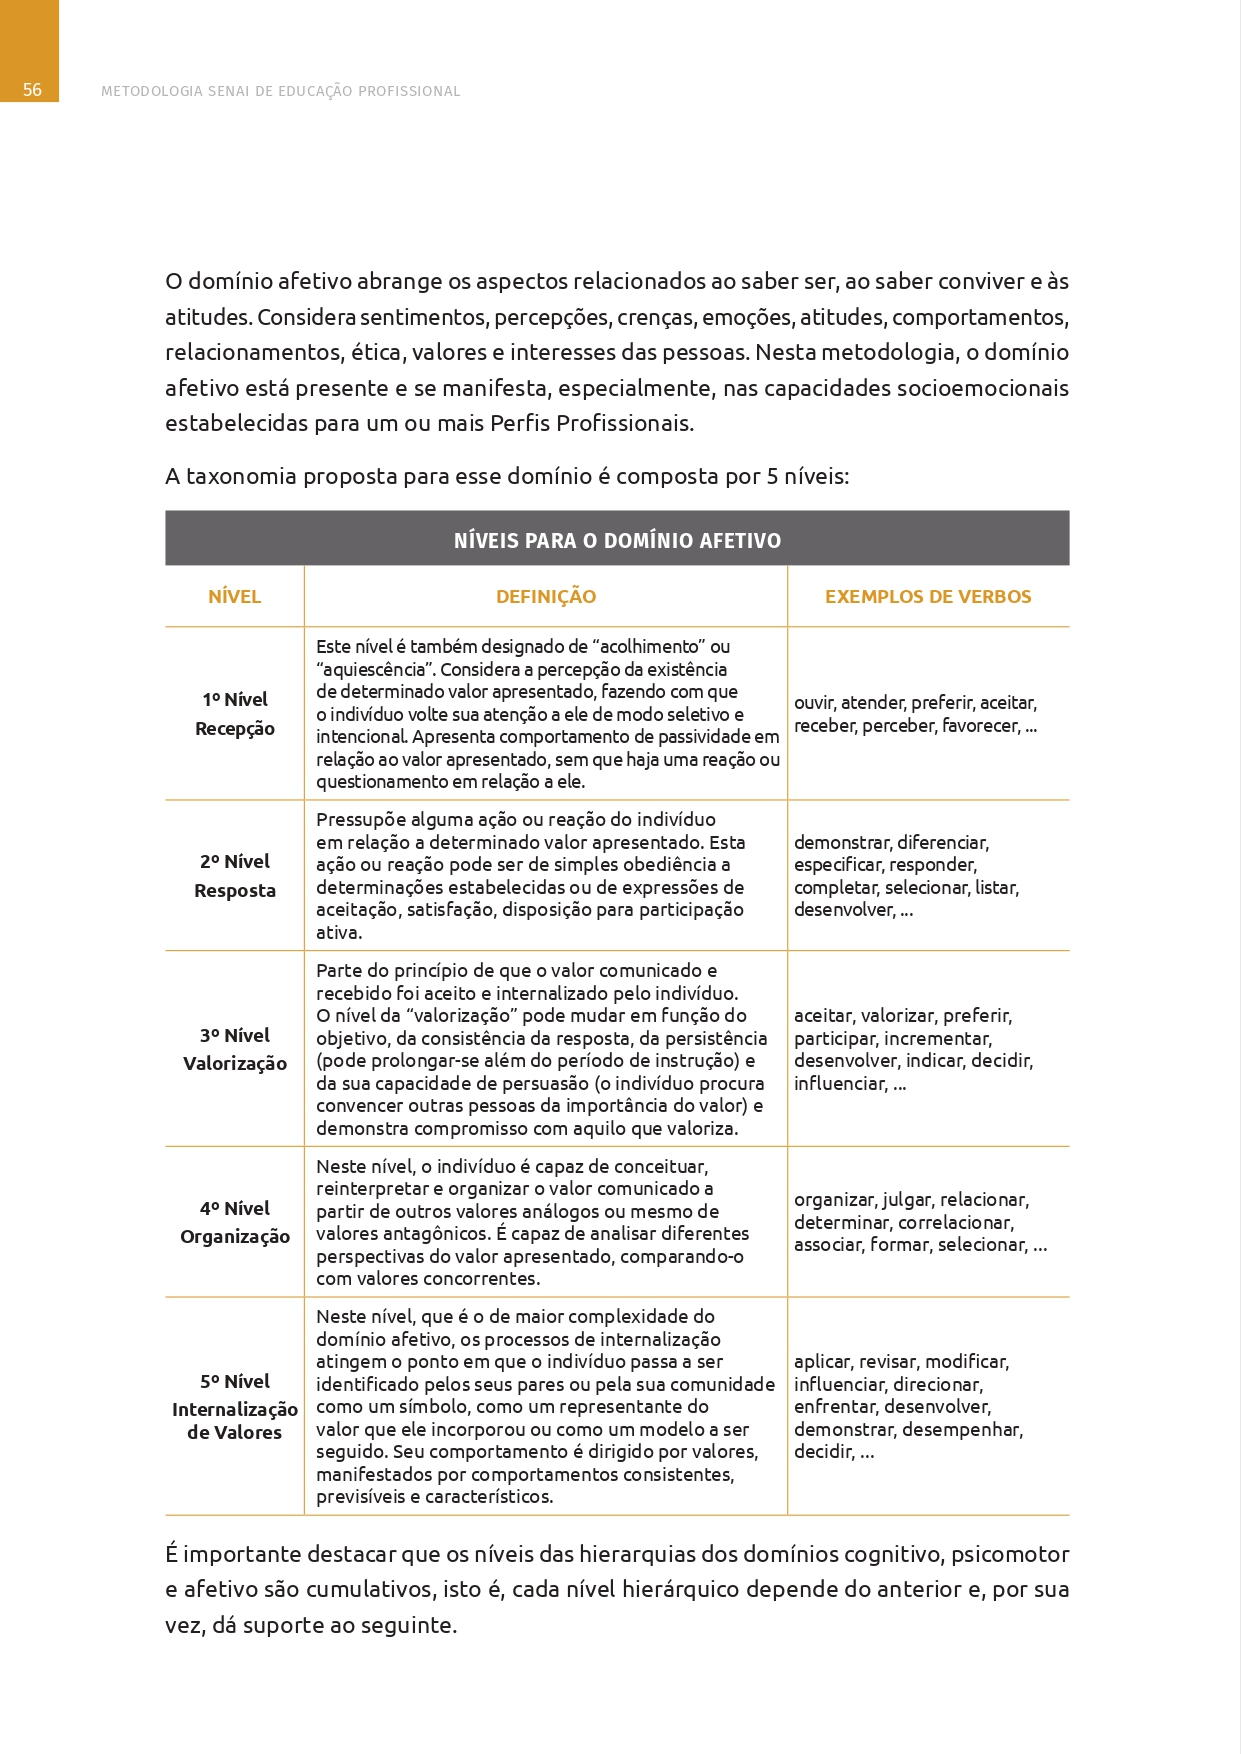 56
METODOLOGIA SENAI DE EDUCAÇÃO PROFISSIONAL
O domínio afetivo abrange os aspectos relacionados ao saber ser, ao saber conviver e às
atitudes. Considera sentimentos, percepções, crenças, emoções, atitudes, comportamentos,
relacionamentos, ética, valores e interesses das pessoas. Nesta metodologia, o domínio
afetivo está presente e se manifesta, especialmente, nas capacidades socioemocionais
estabelecidas para um ou mais Perfis Profissionais.
A taxonomia proposta para esse domínio é composta por 5 níveis:
NÍVEIS PARA O DOMÍNIO AFETIVO
NÍVEL
DEFINIÇÃO
EXEMPLOS DE VERBOS
1º Nível
Recepção
Este nível é também designado de “acolhimento” ou
“aquiescência”. Considera a percepção da existência
de determinado valor apresentado, fazendo com que
o indivíduo volte sua atenção a ele de modo seletivo e
intencional. Apresenta comportamento de passividade em
relação ao valor apresentado, sem que haja uma reação ou
questionamento em relação a ele.
ouvir, atender, preferir, aceitar,
receber, perceber, favorecer, ...
2º Nível
Resposta
Pressupõe alguma ação ou reação do indivíduo
em relação a determinado valor apresentado. Esta
ação ou reação pode ser de simples obediência a
determinações estabelecidas ou de expressões de
aceitação, satisfação, disposição para participação
ativa.
demonstrar, diferenciar,
especificar, responder,
completar, selecionar, listar,
desenvolver, ...
3º Nível
Valorização
Parte do princípio de que o valor comunicado e
recebido foi aceito e internalizado pelo indivíduo.
O nível da “valorização” pode mudar em função do
objetivo, da consistência da resposta, da persistência
(pode prolongar-se além do período de instrução) e
da sua capacidade de persuasão (o indivíduo procura
convencer outras pessoas da importância do valor) e
demonstra compromisso com aquilo que valoriza.
aceitar, valorizar, preferir,
participar, incrementar,
desenvolver, indicar, decidir,
influenciar, ...
4º Nível
Organização
Neste nível, o indivíduo é capaz de conceituar,
reinterpretar e organizar o valor comunicado a
partir de outros valores análogos ou mesmo de
valores antagônicos. É capaz de analisar diferentes
perspectivas do valor apresentado, comparando-o
com valores concorrentes.
organizar, julgar, relacionar,
determinar, correlacionar,
associar, formar, selecionar, ...
5º Nível
Internalização
de Valores
Neste nível, que é o de maior complexidade do
domínio afetivo, os processos de internalização
atingem o ponto em que o indivíduo passa a ser
identificado pelos seus pares ou pela sua comunidade
como um símbolo, como um representante do
valor que ele incorporou ou como um modelo a ser
seguido. Seu comportamento é dirigido por valores,
manifestados por comportamentos consistentes,
previsíveis e característicos.
aplicar, revisar, modificar,
influenciar, direcionar,
enfrentar, desenvolver,
demonstrar, desempenhar,
decidir, ...
É importante destacar que os níveis das hierarquias dos domínios cognitivo, psicomotor
e afetivo são cumulativos, isto é, cada nível hierárquico depende do anterior e, por sua
vez, dá suporte ao seguinte.